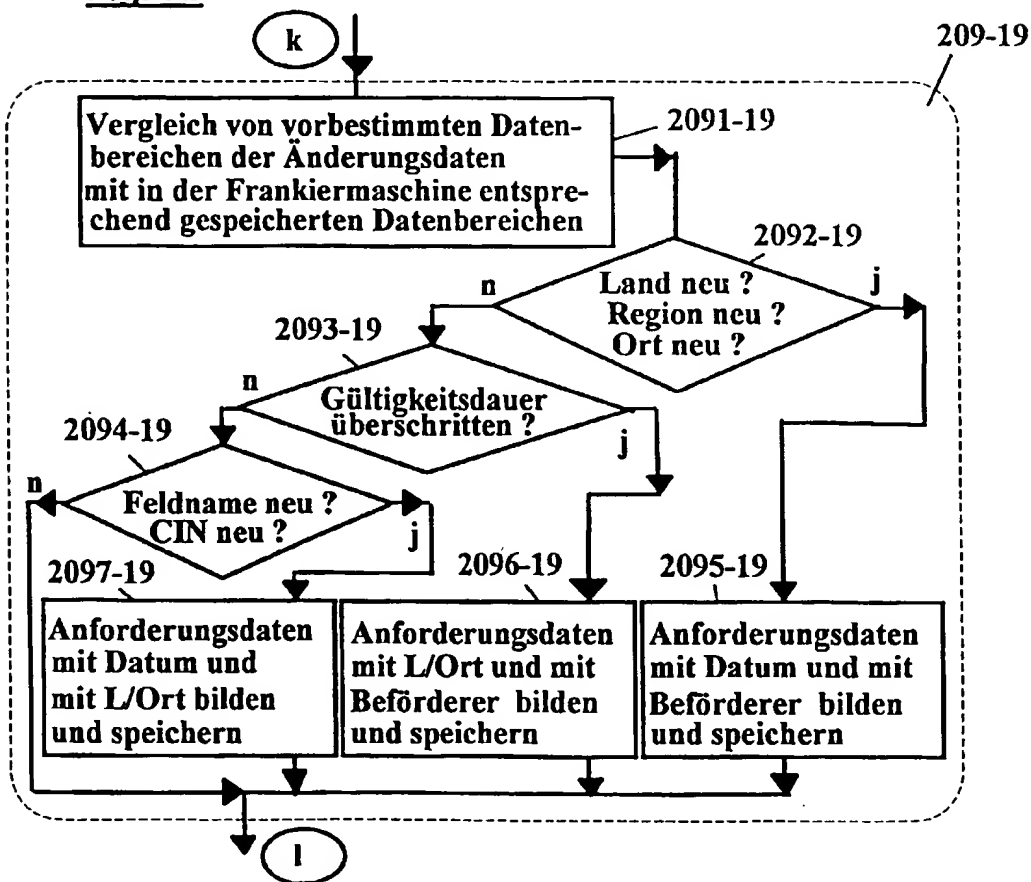 k
209-19
Vergleich von vorbestimmten Daten-
bereichen der Änderungsdaten
mit in der Frankiermaschine entspre-
chend gespeicherten Datenbereichen
2091-19
2092-19
n
Land neu ?
Region neu ?
Ort neu ?
j
2093-19
n
Gültigkeitsdauer
überschritten ?
j
2094-19
n
Feldname neu ?
CIN neu ?
j
2097-19
2096-19
2095-19
Anforderungsdaten
mit Datum und
mit L/Ort bilden
und speichern
Anforderungsdaten
mit L/Ort und mit
Beförderer bilden
und speichern
Anforderungsdaten
mit Datum und mit
Beförderer bilden
und speichern
l